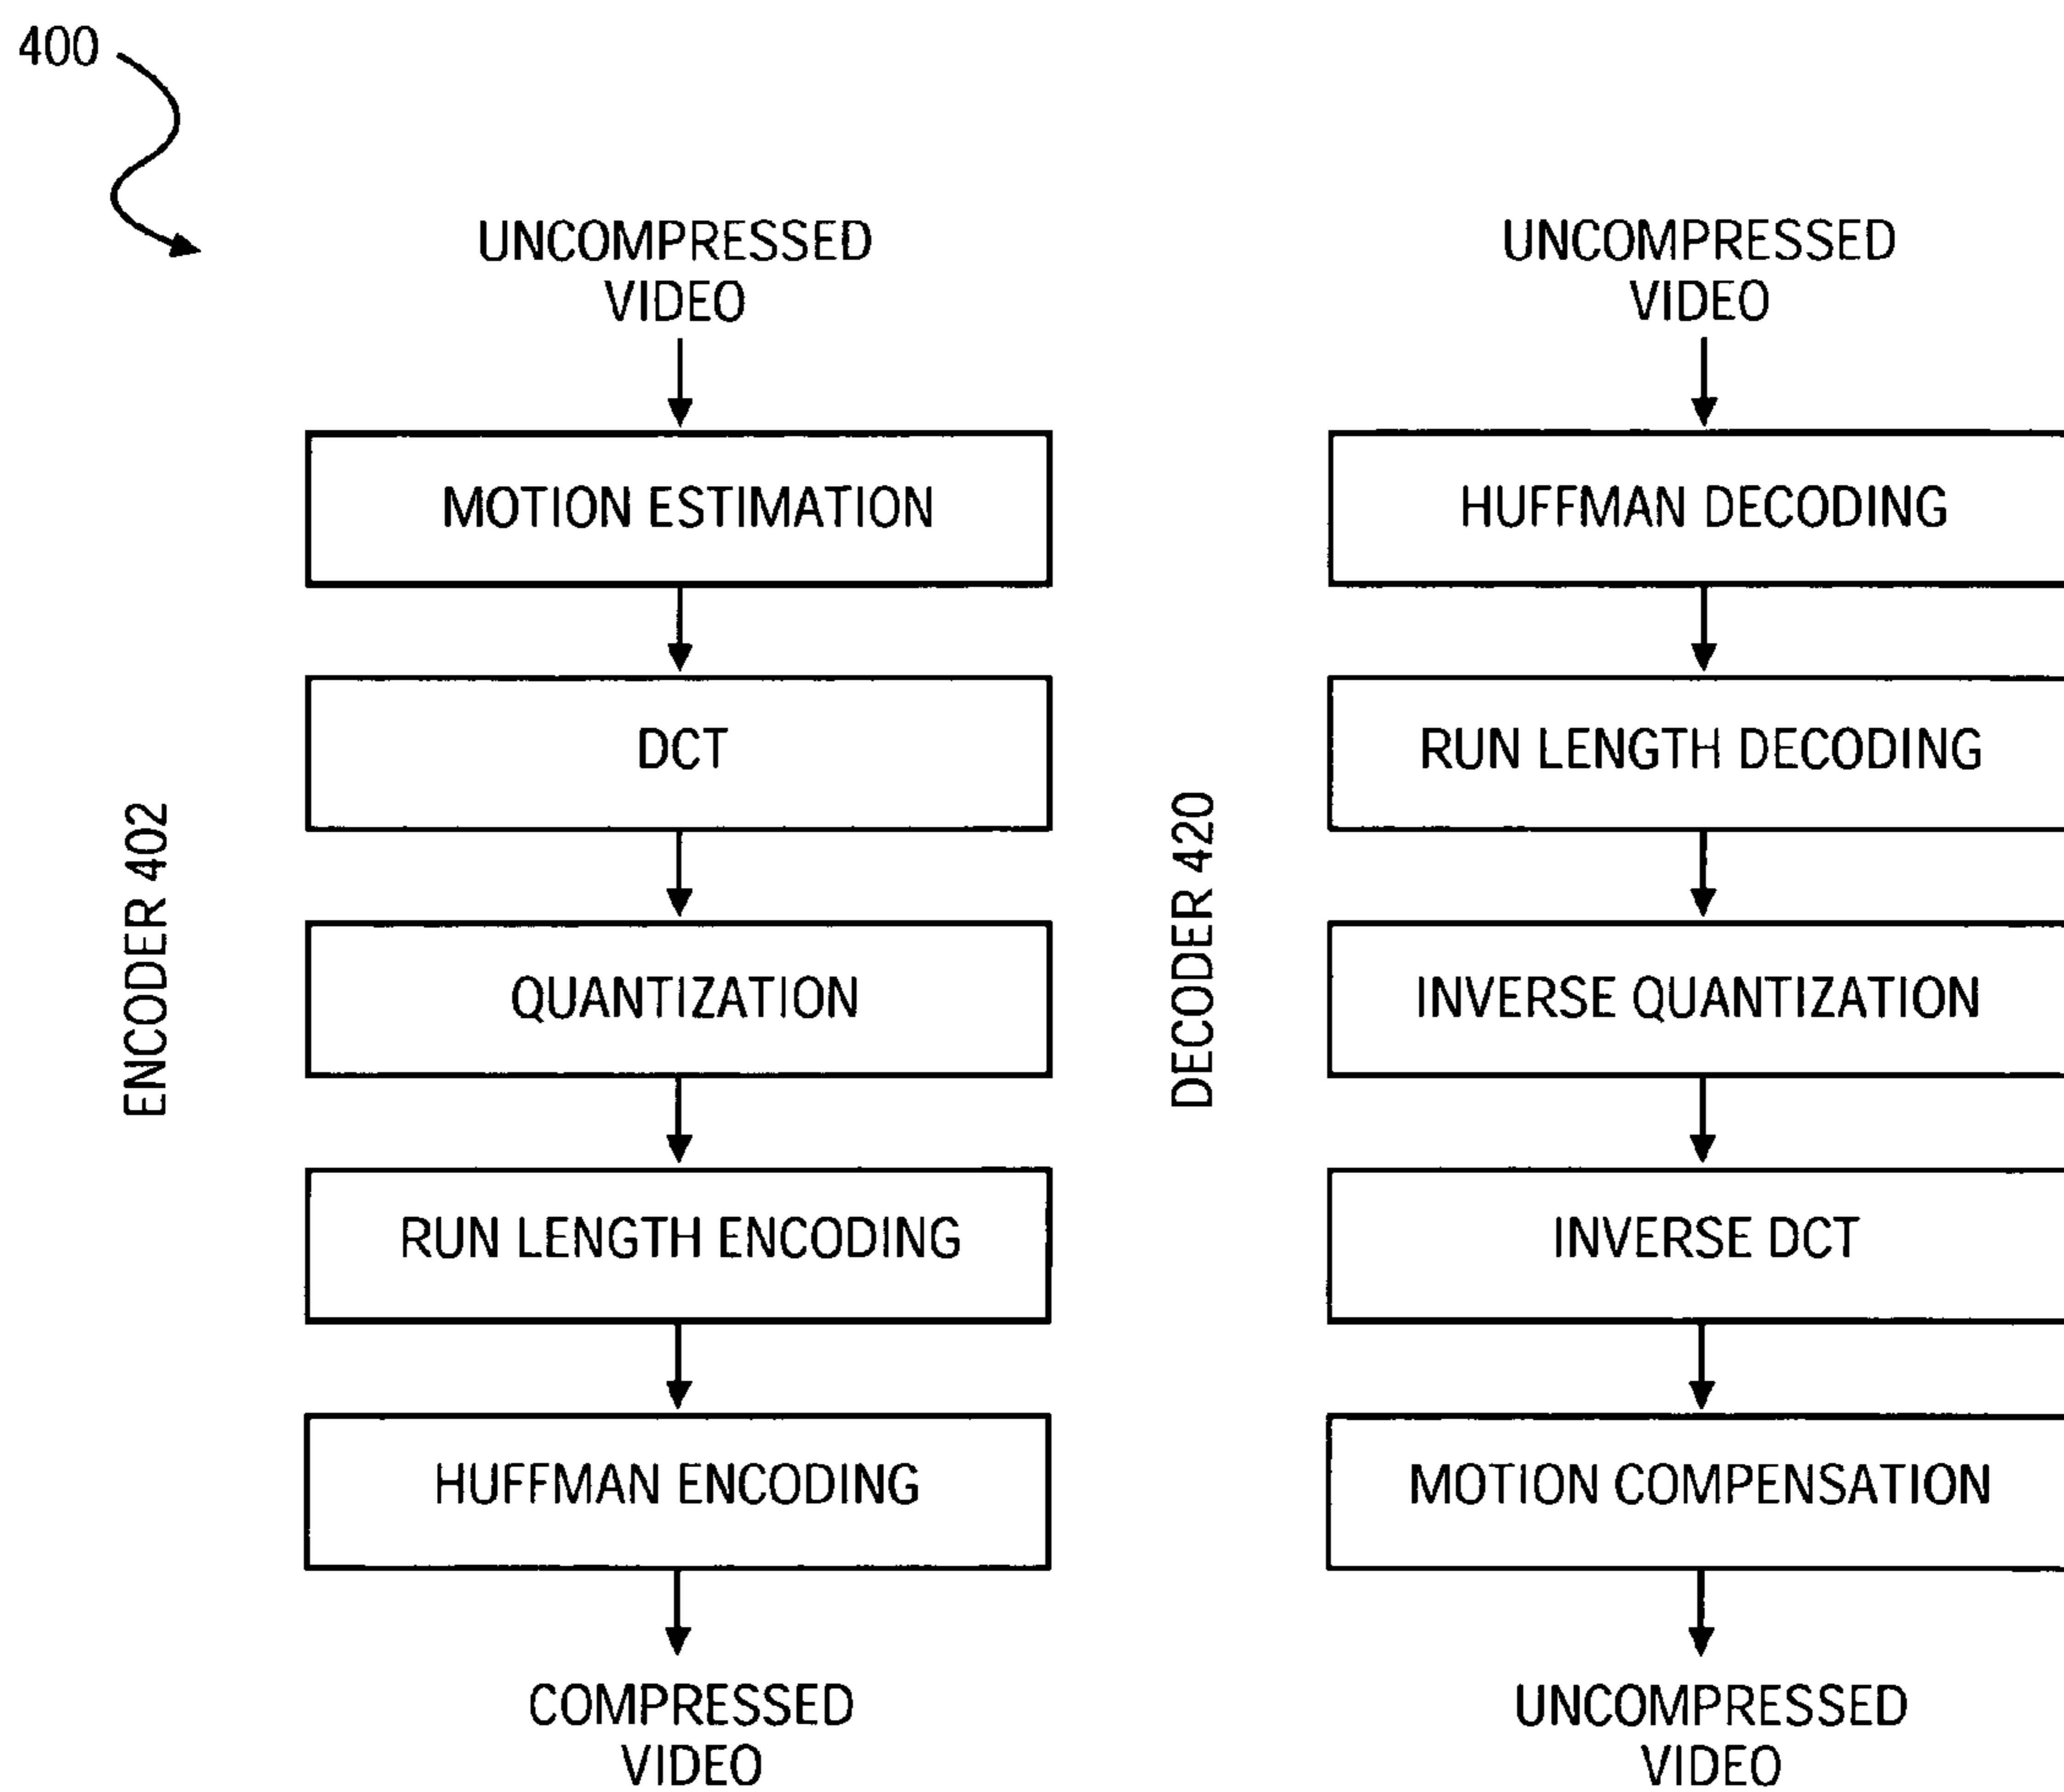 400
UNCOMPRESSED
VIDEO
MOTION ESTIMATION
DCT
QUANTIZATION
RUN LENGTH ENCODING
HUFFMAN ENCODING
COMPRESSED
VIDEO
ENCODER 402
UNCOMPRESSED
VIDEO
HUFFMAN DECODING
RUN LENGTH DECODING
INVERSE QUANTIZATION
INVERSE DCT
MOTION COMPENSATION
UNCOMPRESSED
VIDEO
DECODER 420